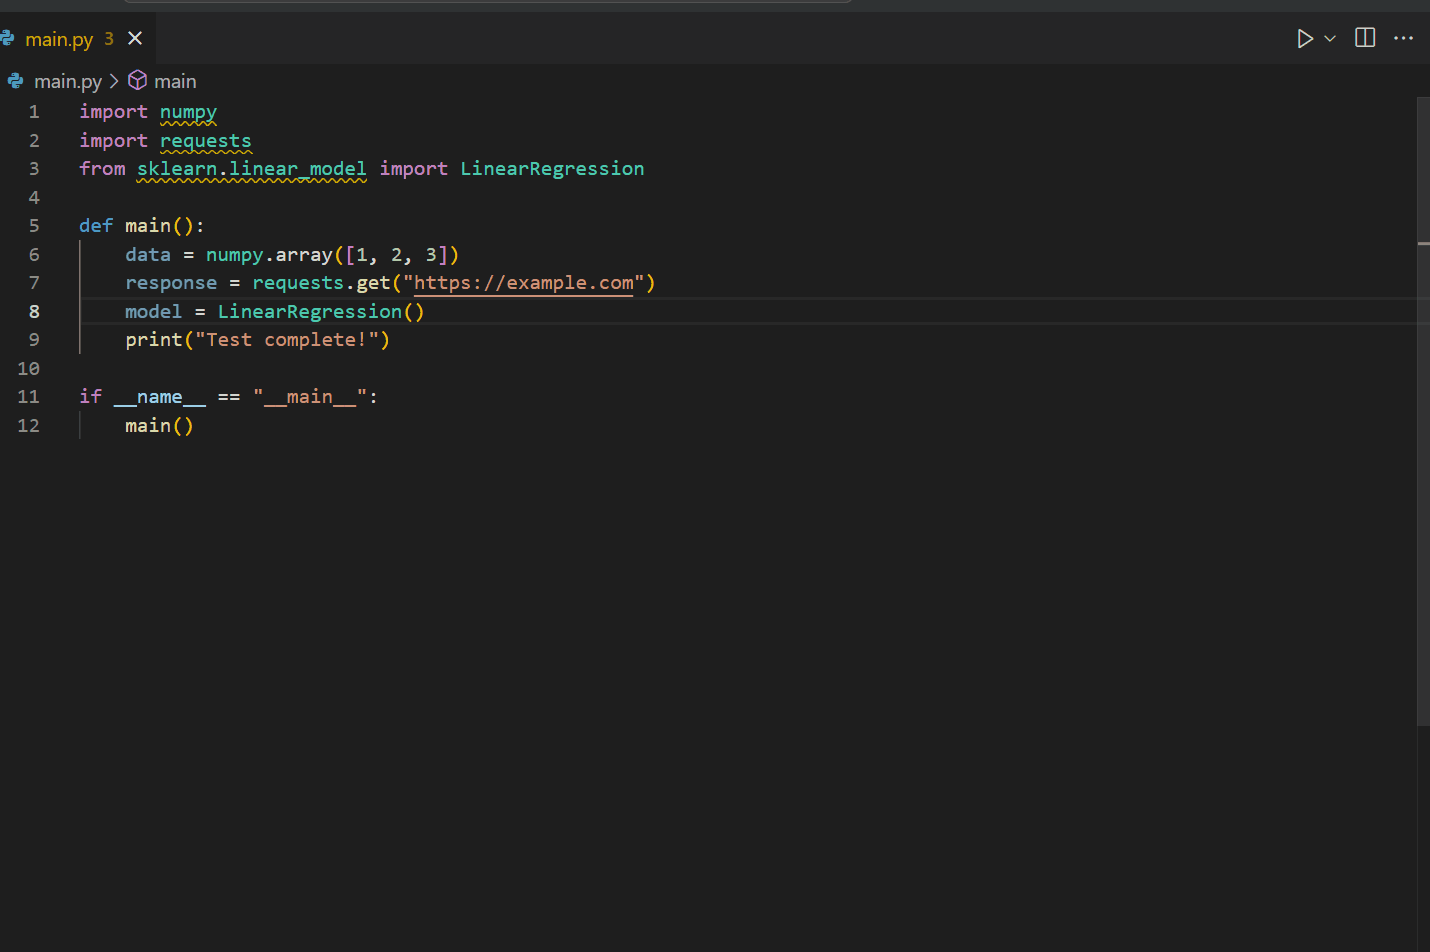 main.py 3
main.py > main
1 import numpy
2 import requests
3 from sklearn.linear_model import LinearRegression
4
5 def main():
6     data = numpy.array([1, 2, 3])
7     response = requests.get("https://example.com")
8     model = LinearRegression()
9     print("Test complete!")
10
11 if __name__ == "__main__":
12     main()